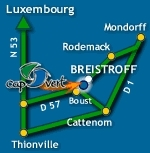 Luxembourg
Mondorff
N 53
Rodemack
BREISTROFF
cap vert
D 57
Boust
D 1
Cattenom
Thionville